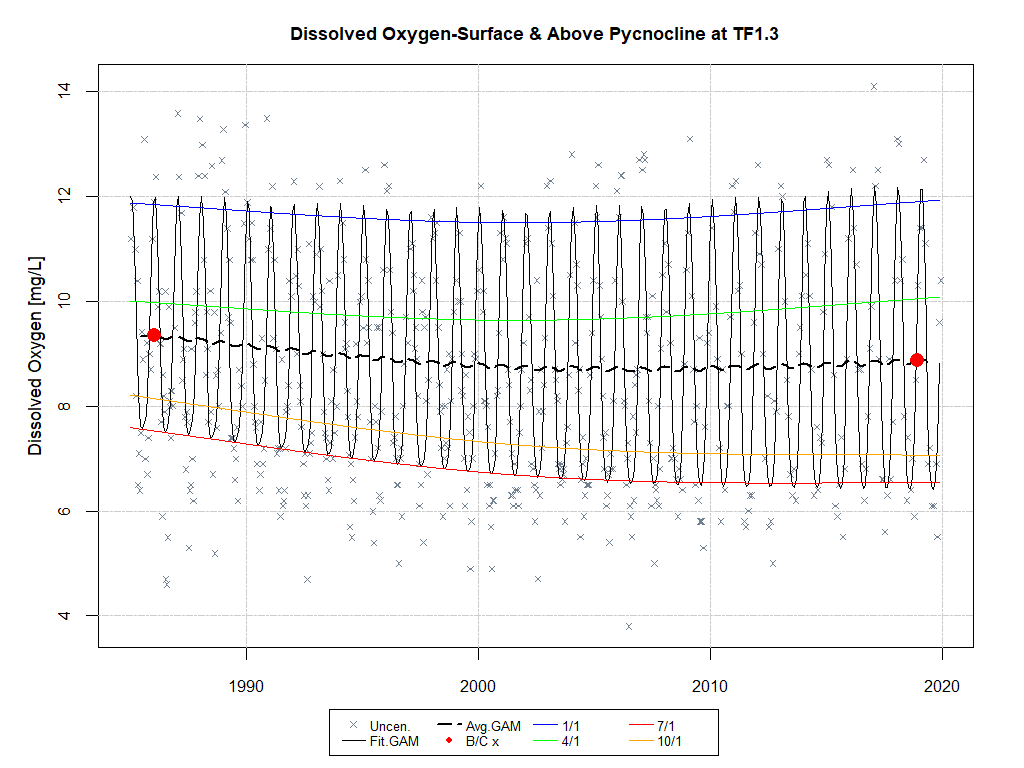 Dissolved Oxygen-Surface & Above Pycnocline at TF1.3
Dissolved Oxygen [mg/L]
14
12
10
8
6
4
1990 2000 2010 2020
Uncen. Avg.GAM 1/1 7/1
Fit.GAM B/C x 4/1 10/1